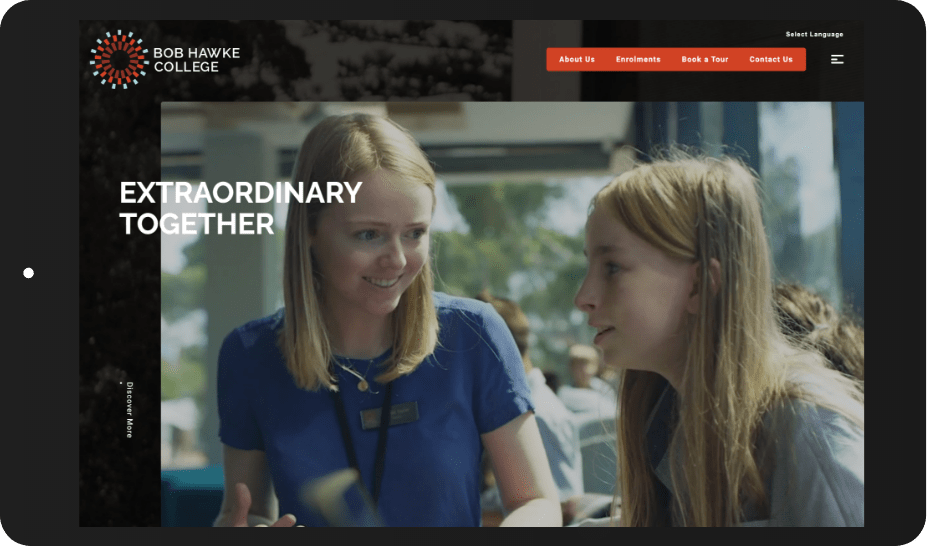 Select Language
BOB HAWKE
COLLEGE
About Us Enrolments Book a Tour Contact Us
EXTRAORDINARY
TOGETHER
Discover More